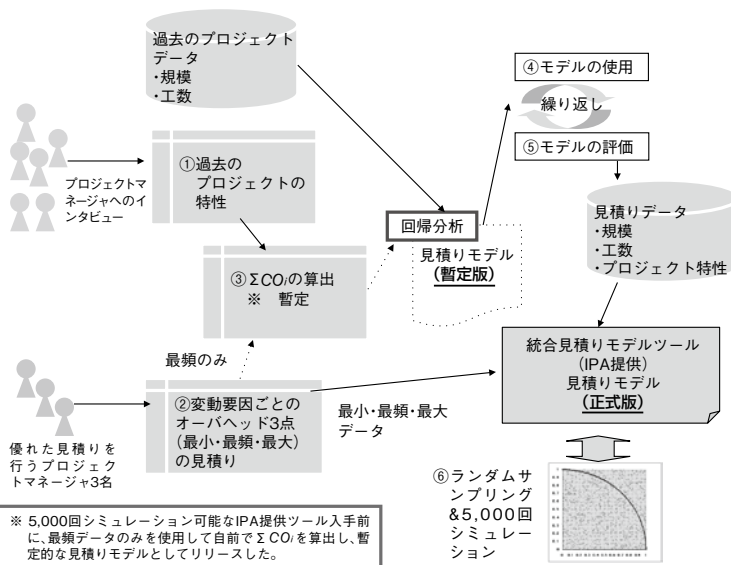 過去のプロジェクト
データ
・規模
・工数
④モデルの使用
繰り返し
⑤モデルの評価
プロジェクトマ
ネージャへのイ
ンタビュー
①過去の
プロジェクトの
特性
回帰分析
見積りモデル
(暫定版)
見積りデータ
・規模
・工数
・プロジェクト特性
③ΣCOiの算出
※ 暫定
最頻のみ
統合見積りモデルツール
(IPA提供)
見積りモデル
(正式版)
優れた見積りを
行うプロジェク
トマネージャ3名
②変動要因ごとの
オーバヘッド3点
(最小・最頻・最大)
の見積り
最小・最頻・最大
データ
⑥ランダムサ
ンプリング
&5,000回
シミュレー
ション
※ 5,000回シミュレーション可能なIPA提供ツール入手前
に、最頻データのみを使用して自前でΣCOiを算出し、暫
定的な見積りモデルとしてリリースした。